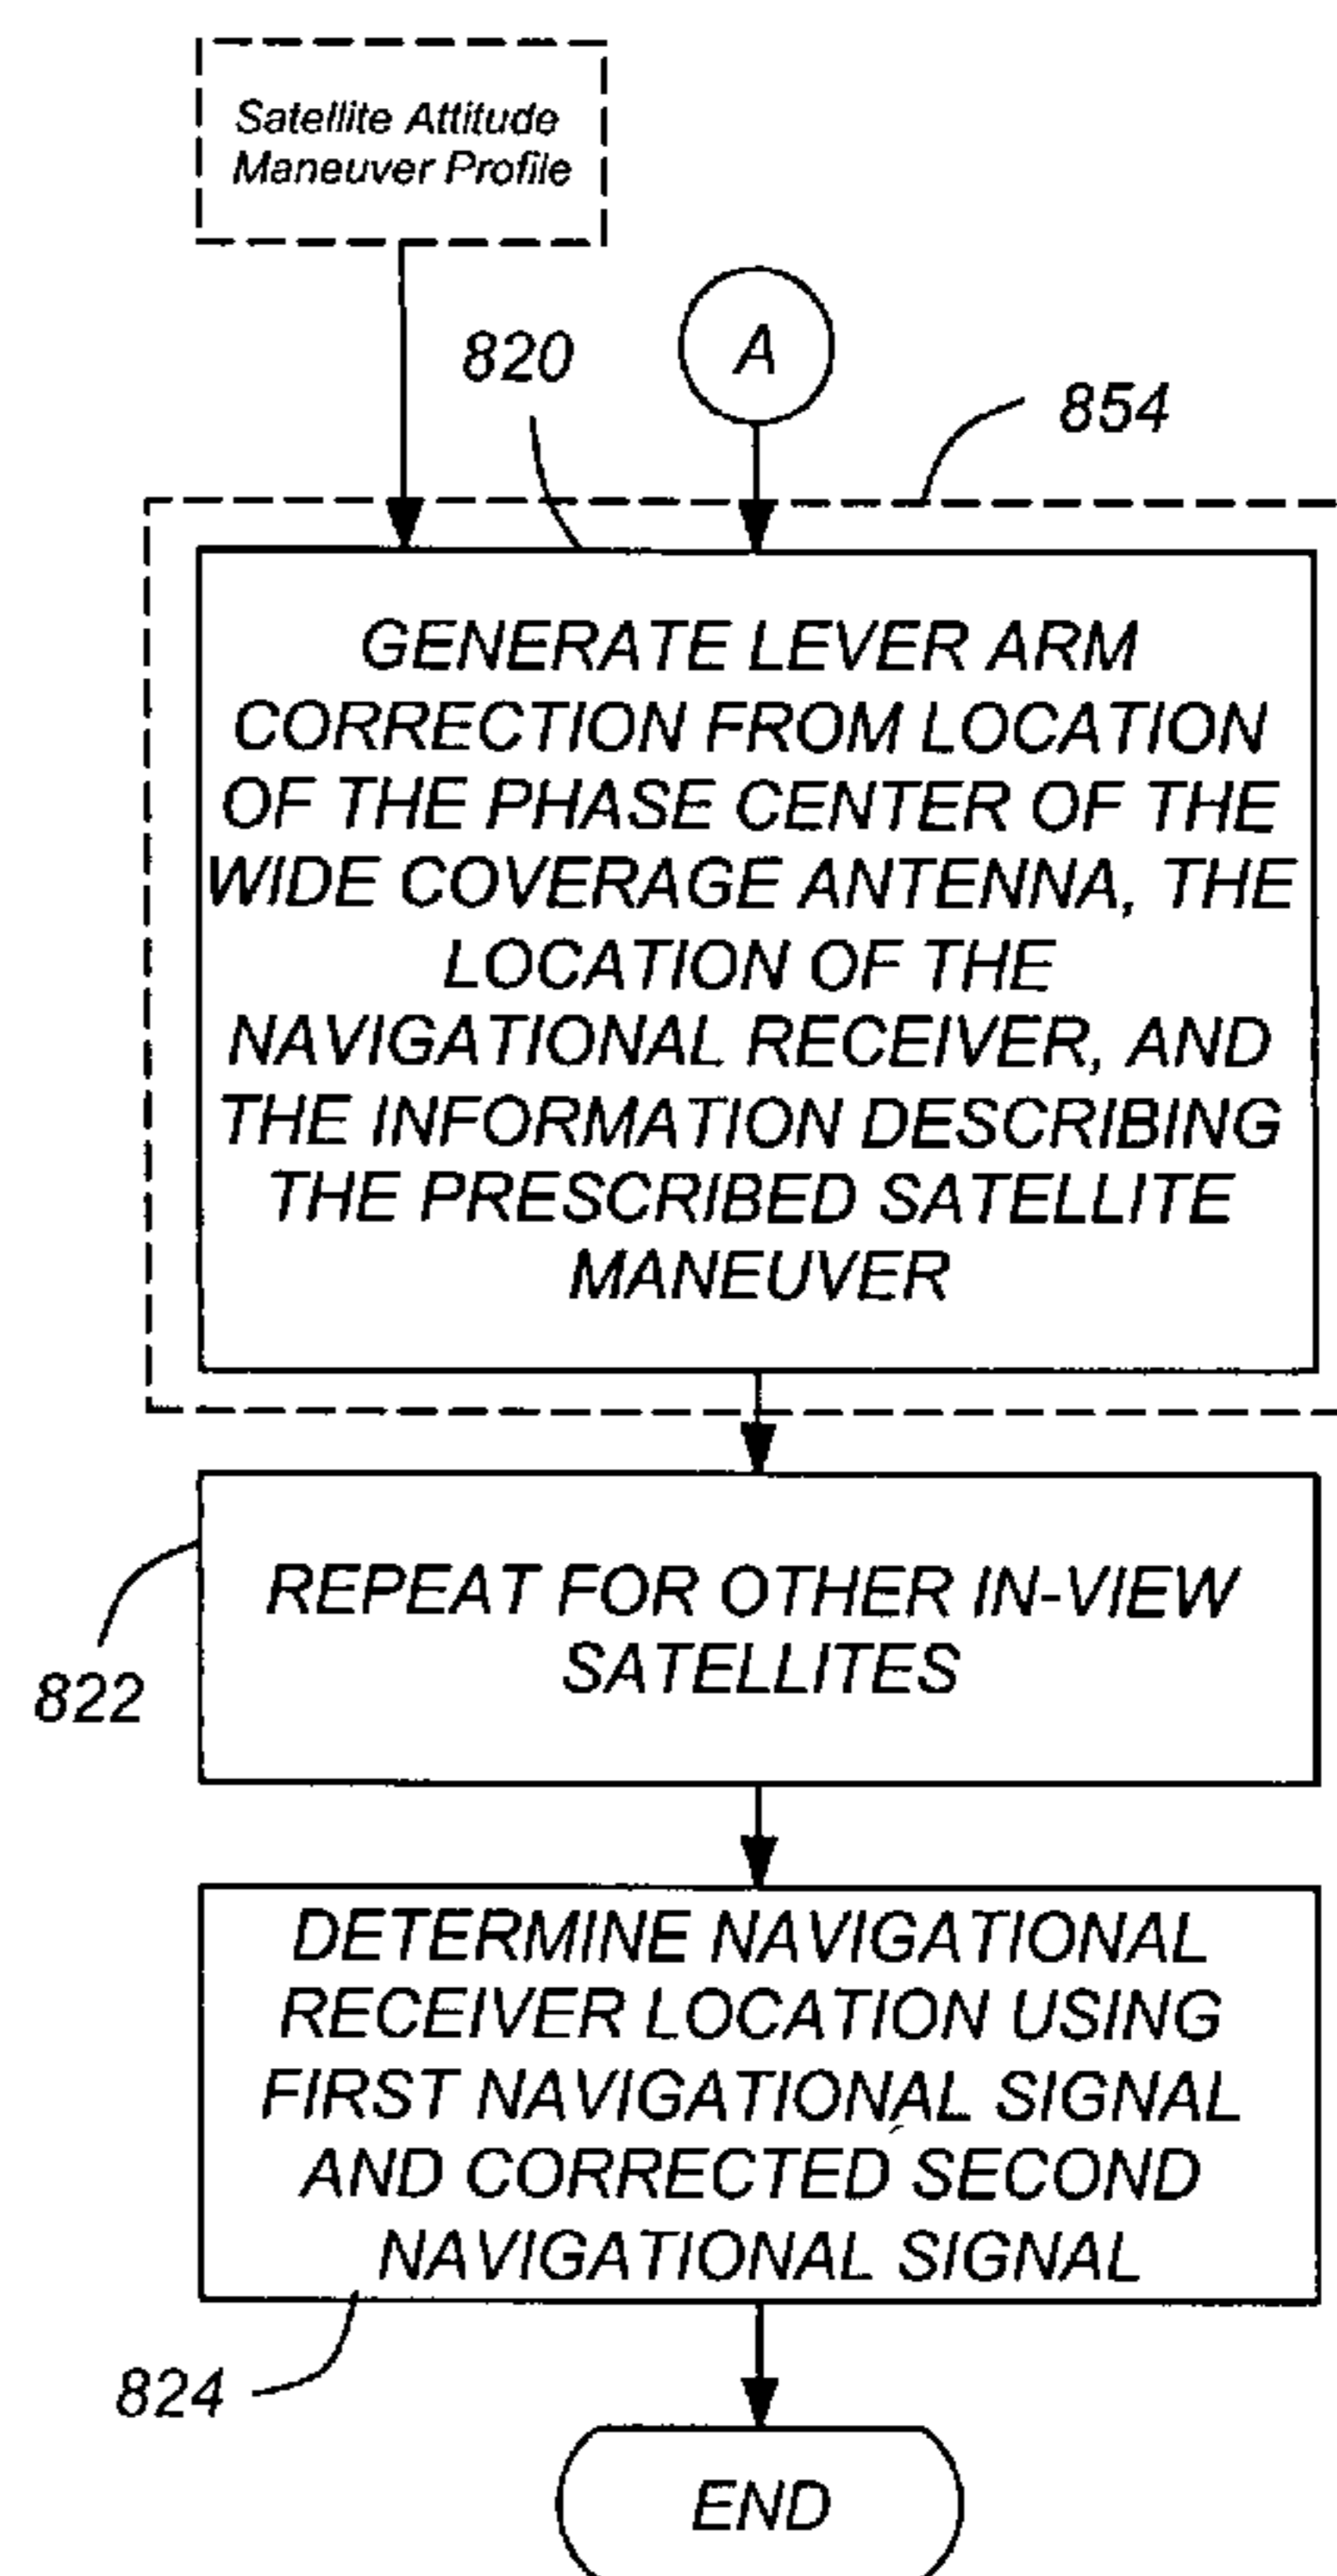 Satellite Attitude
Maneuver Profile
820
A
854
GENERATE LEVER ARM
CORRECTION FROM LOCATION
OF THE PHASE CENTER OF THE
WIDE COVERAGE ANTENNA, THE
LOCATION OF THE
NAVIGATIONAL RECEIVER, AND
THE INFORMATION DESCRIBING
THE PRESCRIBED SATELLITE
MANEUVER
REPEAT FOR OTHER IN-VIEW
SATELLITES
822
DETERMINE NAVIGATIONAL
RECEIVER LOCATION USING
FIRST NAVIGATIONAL SIGNAL
AND CORRECTED SECOND
NAVIGATIONAL SIGNAL
824
END